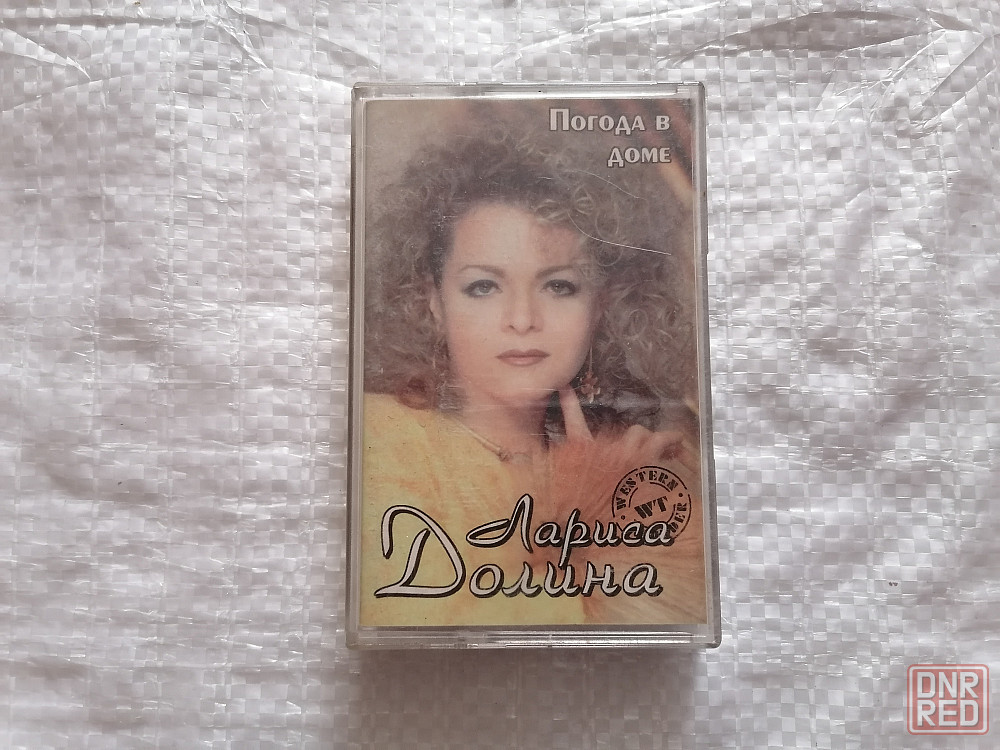 Погода в
доме
WESTERN
WT
Лариса
Долина
DNR
RED